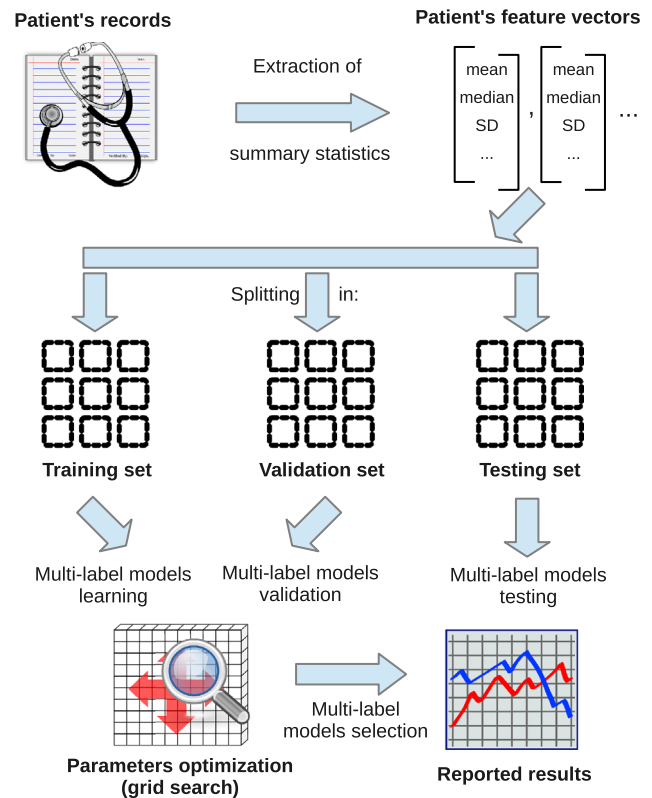 Patient's records
Patient's feature vectors
Extraction of
summary statistics
mean
median
SD
...
,
mean
median
SD
...
...
Splitting in:
Training set
Validation set
Testing set
Multi-label models
learning
Multi-label models
validation
Multi-label models
testing
Multi-label
models selection
Parameters optimization
(grid search)
Reported results